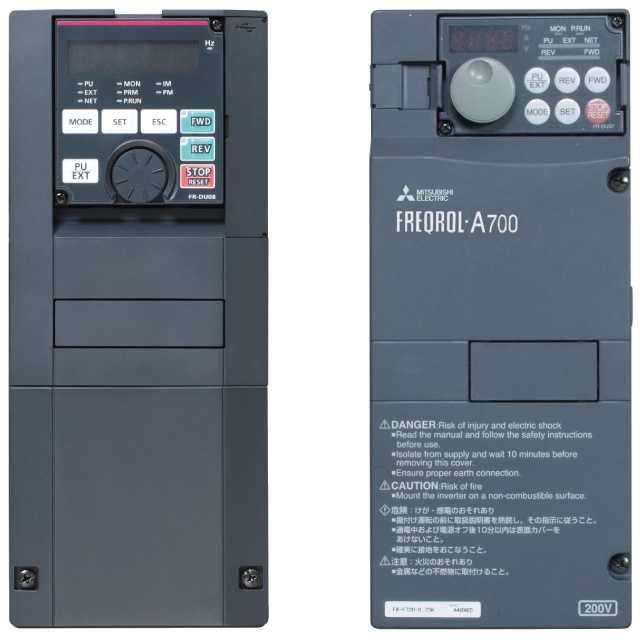 Hz
PU MON IM
EXT PRM PM
NET P.RUN
MODE SET ESC FWD
REV
PU
EXT
STOP
RESET
FR-DU08
Hz MON P.RUN
A PU EXT NET
V REV FWD
PU
EXT
REV FWD
MODE SET STOP
RESET
FR-DU07
MITSUBISHI
ELECTRIC
FREQROL-A700
DANGER:Risk of injury and electric shock
Read the manual and follow the safety instructions
before use.
Isolate from supply and wait 10 minutes before
removing this cover.
Ensure proper earth connection.
CAUTION:Risk of fire
Mount the inverter on a non-combustible surface.
危険：けが・感電のおそれあり
据付け運転の前に取扱説明書を熟読し、その指示に従うこと。
通電中および電源オフ後10分以内は表面カバーを
あけないこと。
確実に接地をおこなうこと。
注意：火災のおそれあり
金属などの不燃物に取付けること。
200V